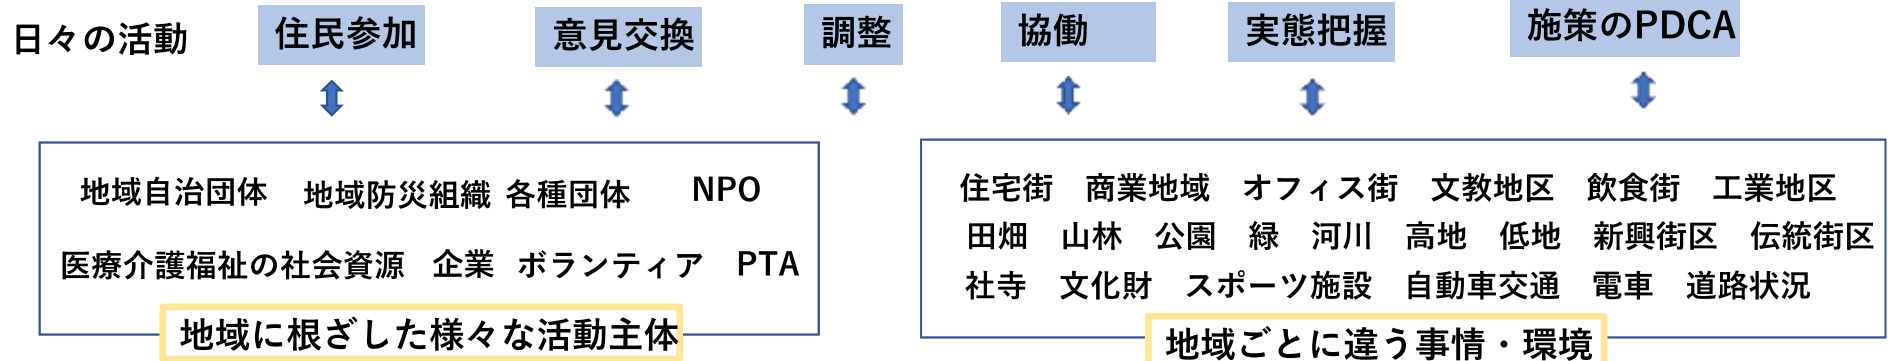 日々の活動 住民参加 意見交換 調整 協働 実態把握 施策のPDCA
地域自治団体 地域防災組織 各種団体 NPO
医療介護福祉の社会資源 企業 ボランティア PTA
地域に根ざした様々な活動主体
住宅街 商業地域 オフィス街 文教地区 飲食街 工業地区
田畑 山林 公園 緑 河川 高地 低地 新興街区 伝統街区
社寺 文化財 スポーツ施設 自動車交通 電車 道路状況
地域ごとに違う事情・環境